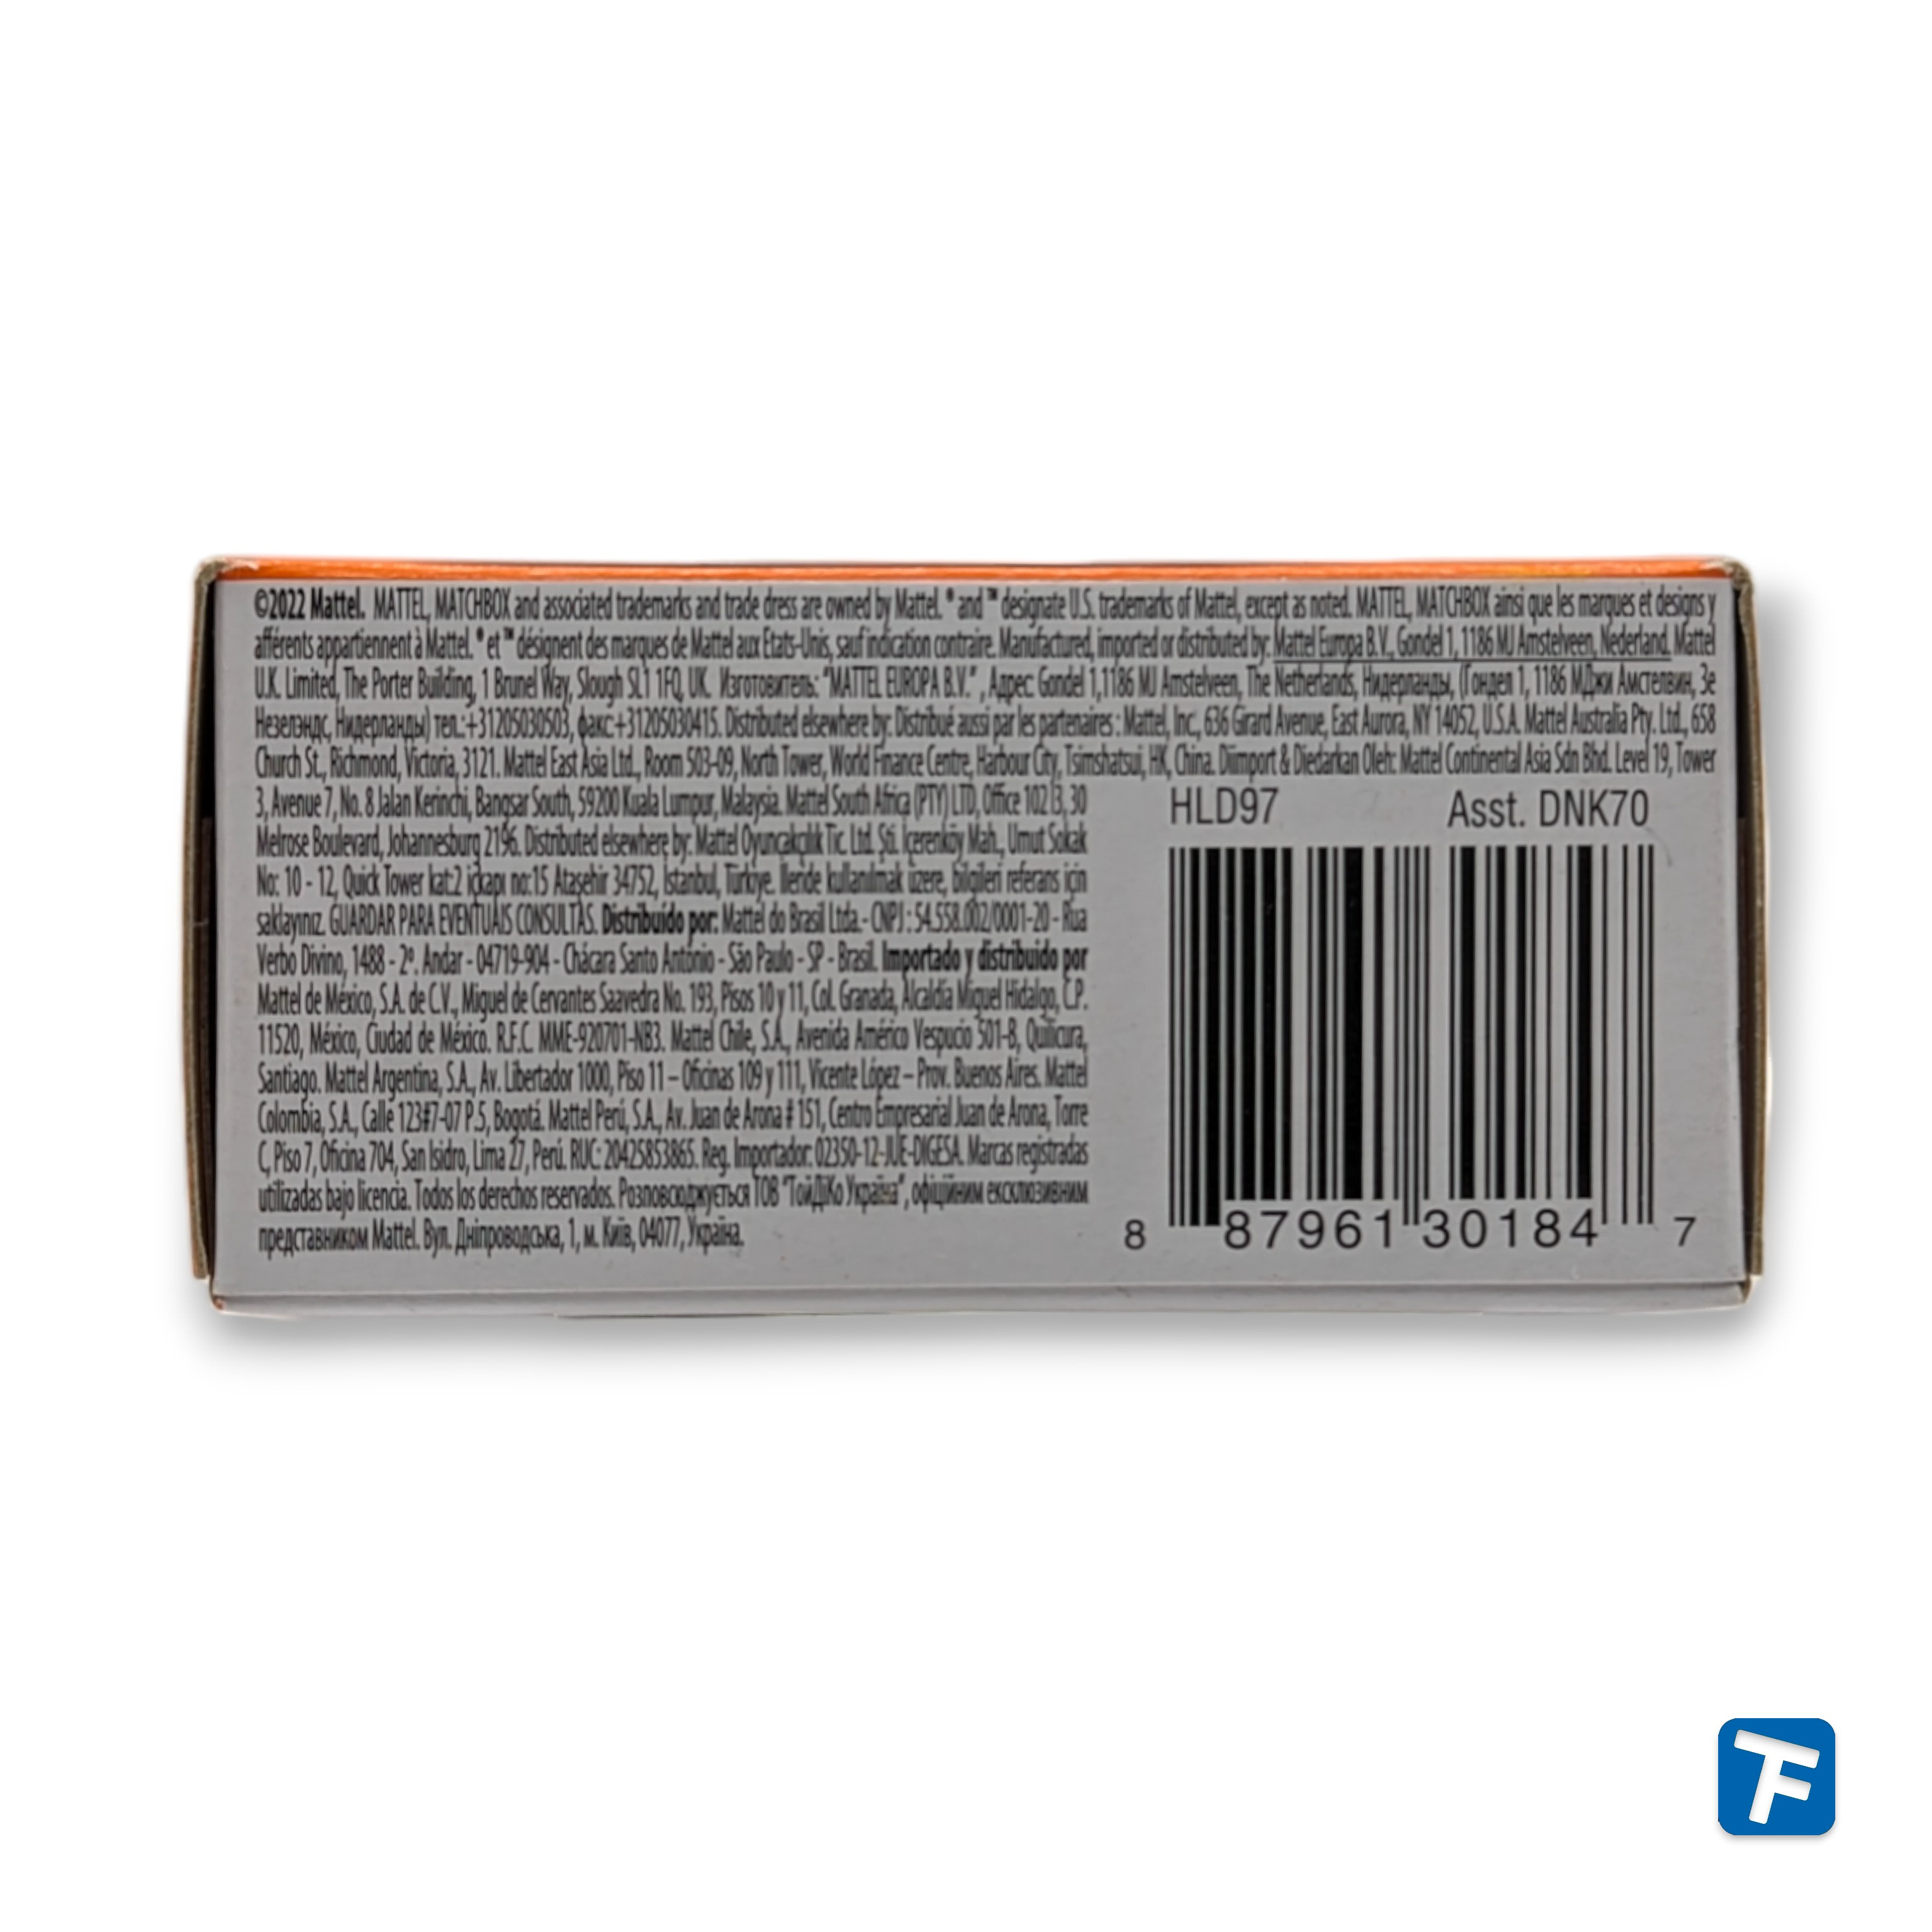 ©2022 Mattel. MATTEL, MATCHBOX and associated trademarks and trade dress are owned by Mattel. ® and ™ designate U.S. trademarks of Mattel, except as noted. MATTEL, MATCHBOX ainsi que les marques et designs y
afférents appartiennent à Mattel. ® et ™ désignent des marques de Mattel aux Etats-Unis, sauf indication contraire. Manufactured, imported or distributed by: Mattel Europa B.V., Gondel 1, 1186 MJ Amstelveen, Nederland. Mattel
U.K. Limited, The Porter Building, 1 Brunel Way, Slough SL1 1FQ, UK. Изготовитель: "MATTEL EUROPA B.V." , Адрес: Gondel 1,1186 MJ Amstelveen, The Netherlands, Нидерланды, (Гондел 1, 1186 МДжи Амстелвин, Зе
Незелэндс, Нидерланды) тел.:+31205030503, факс:+31205030415. Distributed elsewhere by: Distribué aussi par les partenaires : Mattel, Inc., 636 Girard Avenue, East Aurora, NY 14052, U.S.A. Mattel Australia Pty. Ltd., 658
Church St., Richmond, Victoria, 3121. Mattel East Asia Ltd., Room 503-09, North Tower, World Finance Centre, Harbour City, Tsimshatsui, HK, China. Diimport & Diedarkan Oleh: Mattel Continental Asia Sdn Bhd. Level 19, Tower
3, Avenue 7, No. 8 Jalan Kerinchi, Bangsar South, 59200 Kuala Lumpur, Malaysia. Mattel South Africa (PTY) LTD, Office 102 I3, 30
Melrose Boulevard, Johannesburg 2196. Distributed elsewhere by: Mattel Oyuncakçılık Tic. Ltd. Şti. İçerenköy Mah., Umut Sokak
No: 10 - 12, Quick Tower kat:2 içkapı no:15 Ataşehir 34752, İstanbul, Türkiye. İleride kullanılmak üzere, bilgileri referans için
saklayınız. GUARDAR PARA EVENTUAIS CONSULTAS. Distribuído por: Mattel do Brasil Ltda.- CNPJ : 54.558.002/0001-20 - Rua
Verbo Divino, 1488 - 2º. Andar - 04719-904 - Chácara Santo Antônio - São Paulo - SP - Brasil. Importado y distribuido por
Mattel de México, S.A. de C.V., Miguel de Cervantes Saavedra No. 193, Pisos 10 y 11, Col. Granada, Alcaldía Miguel Hidalgo, C.P.
11520, México, Ciudad de México. R.F.C. MME-920701-NB3. Mattel Chile, S.A., Avenida Américo Vespucio 501-B, Quilicura,
Santiago. Mattel Argentina, S.A., Av. Libertador 1000, Piso 11 – Oficinas 109 y 111, Vicente López – Prov. Buenos Aires. Mattel
Colombia, S.A., Calle 123#7-07 P.5, Bogotá. Mattel Perú, S.A., Av. Juan de Arona # 151, Centro Empresarial Juan de Arona, Torre
C, Piso 7, Oficina 704, San Isidro, Lima 27, Perú. RUC: 20425853865. Reg. Importador: 02350-12-JUE-DIGESA. Marcas registradas
utilizadas bajo licencia. Todos los derechos reservados. Розповсюджується ТОВ "ТойДіКо Україна", офіційним ексклюзивним
представником Mattel. Вул. Дніпроводська, 1, м. Київ, 04077, Україна.
HLD97 Asst. DNK70
8 87961 30184 7
TF